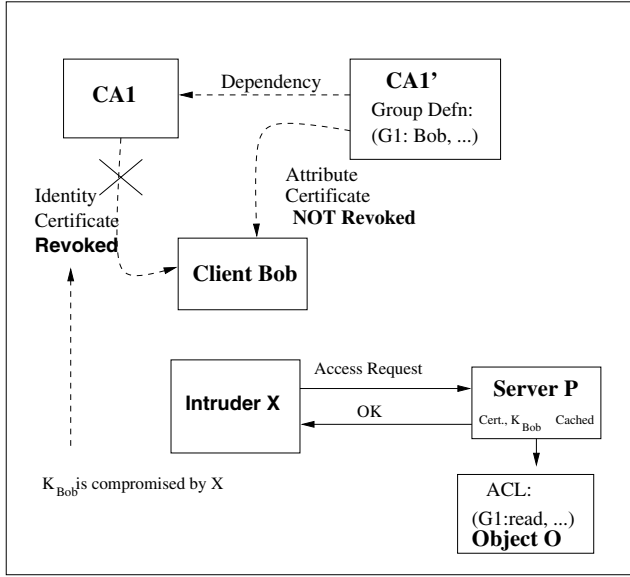 CA1
Dependency
CA1'
Group Defn:
(G1: Bob, ...)
Identity
Certificate
Revoked
Attribute
Certificate
NOT Revoked
Client Bob
Intruder X
Access Request
OK
Server P
Cert., K_Bob Cached
K_Bob is compromised by X
ACL:
(G1:read, ...)
Object O